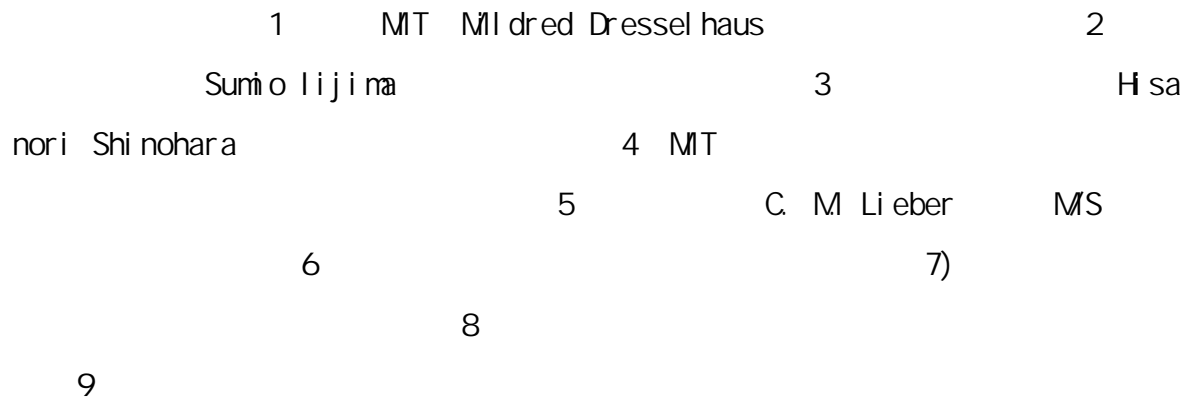 1 MIT Mildred Dresselhaus 2
Sumio Iijima 3 Hisa
nori Shinohara 4 MIT
5 C. M. Lieber M/S
6 7)
8
9